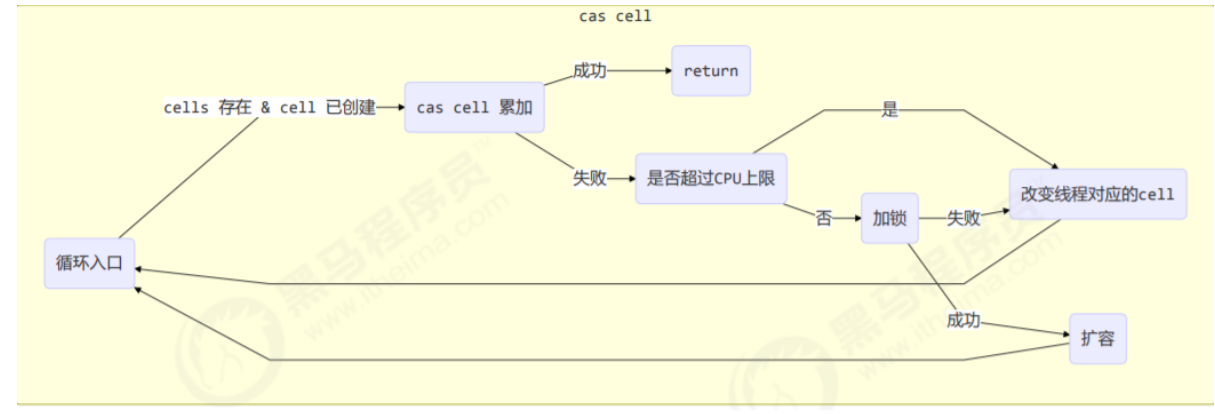 cas cell
成功
return
cells 存在 & cell 已创建
cas cell 累加
是
失败
是否超过CPU上限
改变线程对应的cell
否
加锁
失败
循环入口
成功
扩容
黑马程序员™
www.itheima.com
黑马程序员
www.itheima.com